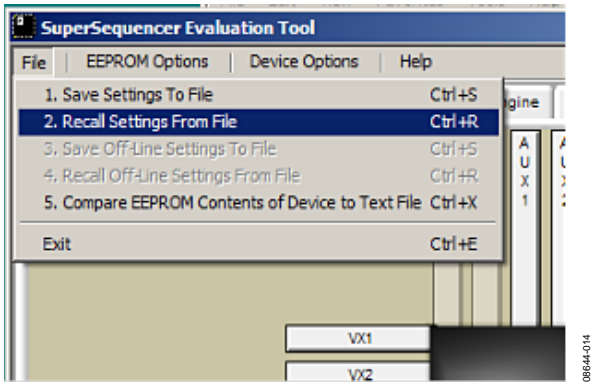 SuperSequencer Evaluation Tool
File | EEPROM Options | Device Options | Help
1. Save Settings To File Ctrl+S
2. Recall Settings From File Ctrl+R
3. Save Off-Line Settings To File Ctrl+S
4. Recall Off-Line Settings From File Ctrl+R
5. Compare EEPROM Contents of Device to Text File Ctrl+X
Exit Ctrl+E
AUX1
VX1
VX2
08644-014